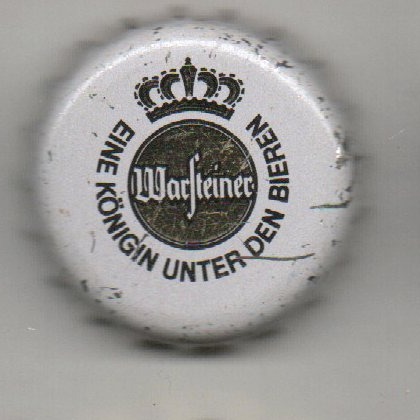 Warsteiner
EINE KÖNIGIN UNTER DEN BIEREN